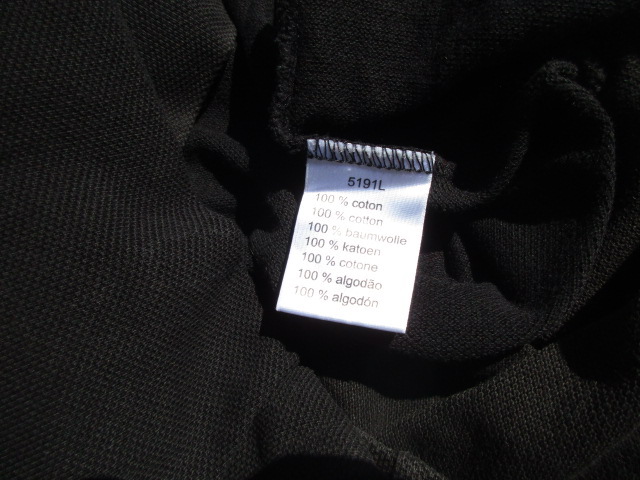 5191L
100 % coton
100 % cotton
100 % baumwolle
100 % katoen
100 % cotone
100 % algodão
100 % algodón